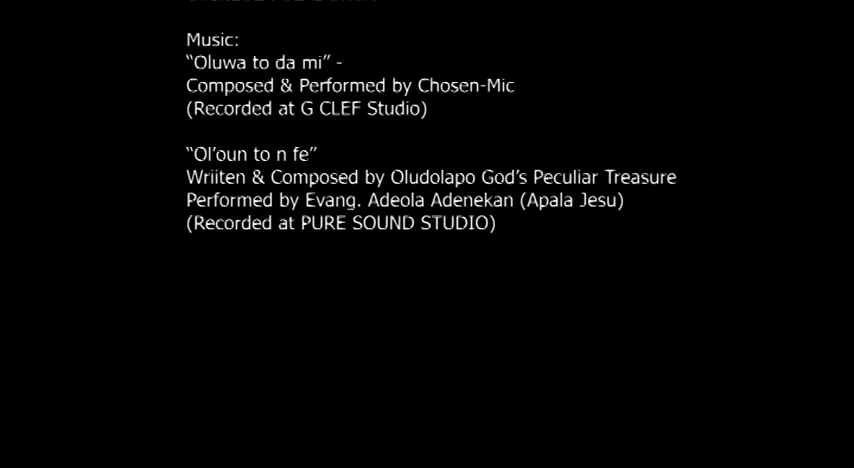 Music:
“Oluwa to da mi” -
Composed & Performed by Chosen-Mic
(Recorded at G CLEF Studio)
“Ol’oun to n fe”
Wriiten & Composed by Oludolapo God’s Peculiar Treasure
Performed by Evang. Adeola Adenekan (Apala Jesu)
(Recorded at PURE SOUND STUDIO)